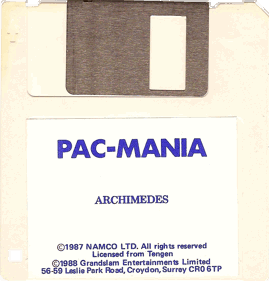 PAC-MANIA
ARCHIMEDES
©1987 NAMCO LTD. All rights reserved
Licensed from Tengen
©1988 Grandslam Entertainments Limited
56-59 Leslie Park Road, Croydon, Surrey CR0 6TP